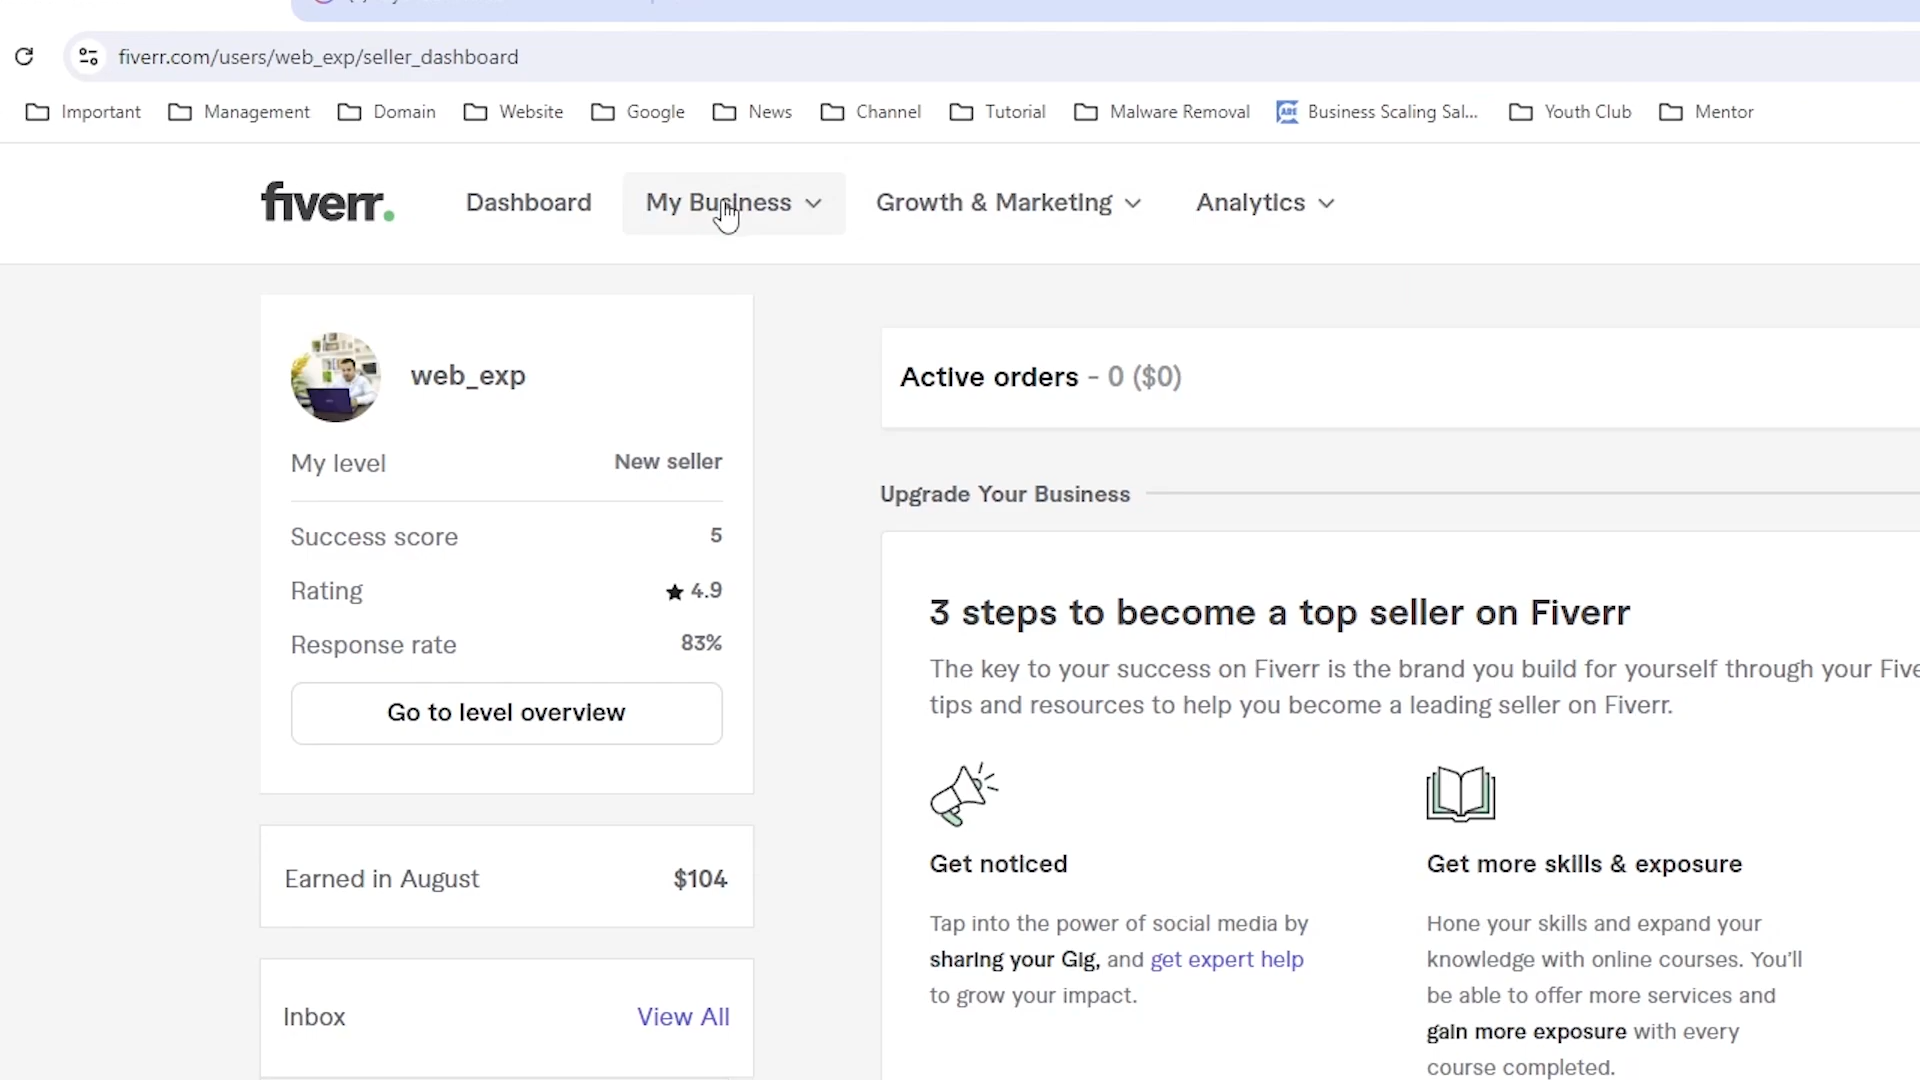 fiverr.com/users/web_exp/seller_dashboard
Important Management Domain Website Google News Channel Tutorial Malware Removal Business Scaling Sal... Youth Club Mentor
fiverr. Dashboard My Business Growth & Marketing Analytics
web_exp
My level New seller
Success score 5
Rating 4.9
Response rate 83%
Go to level overview
Earned in August $104
Inbox View All
Active orders - 0 ($0)
Upgrade Your Business
3 steps to become a top seller on Fiverr
The key to your success on Fiverr is the brand you build for yourself through your Five
tips and resources to help you become a leading seller on Fiverr.
Get noticed
Tap into the power of social media by
sharing your Gig, and get expert help
to grow your impact.
Get more skills & exposure
Hone your skills and expand your
knowledge with online courses. You'll
be able to offer more services and
gain more exposure with every
course completed.